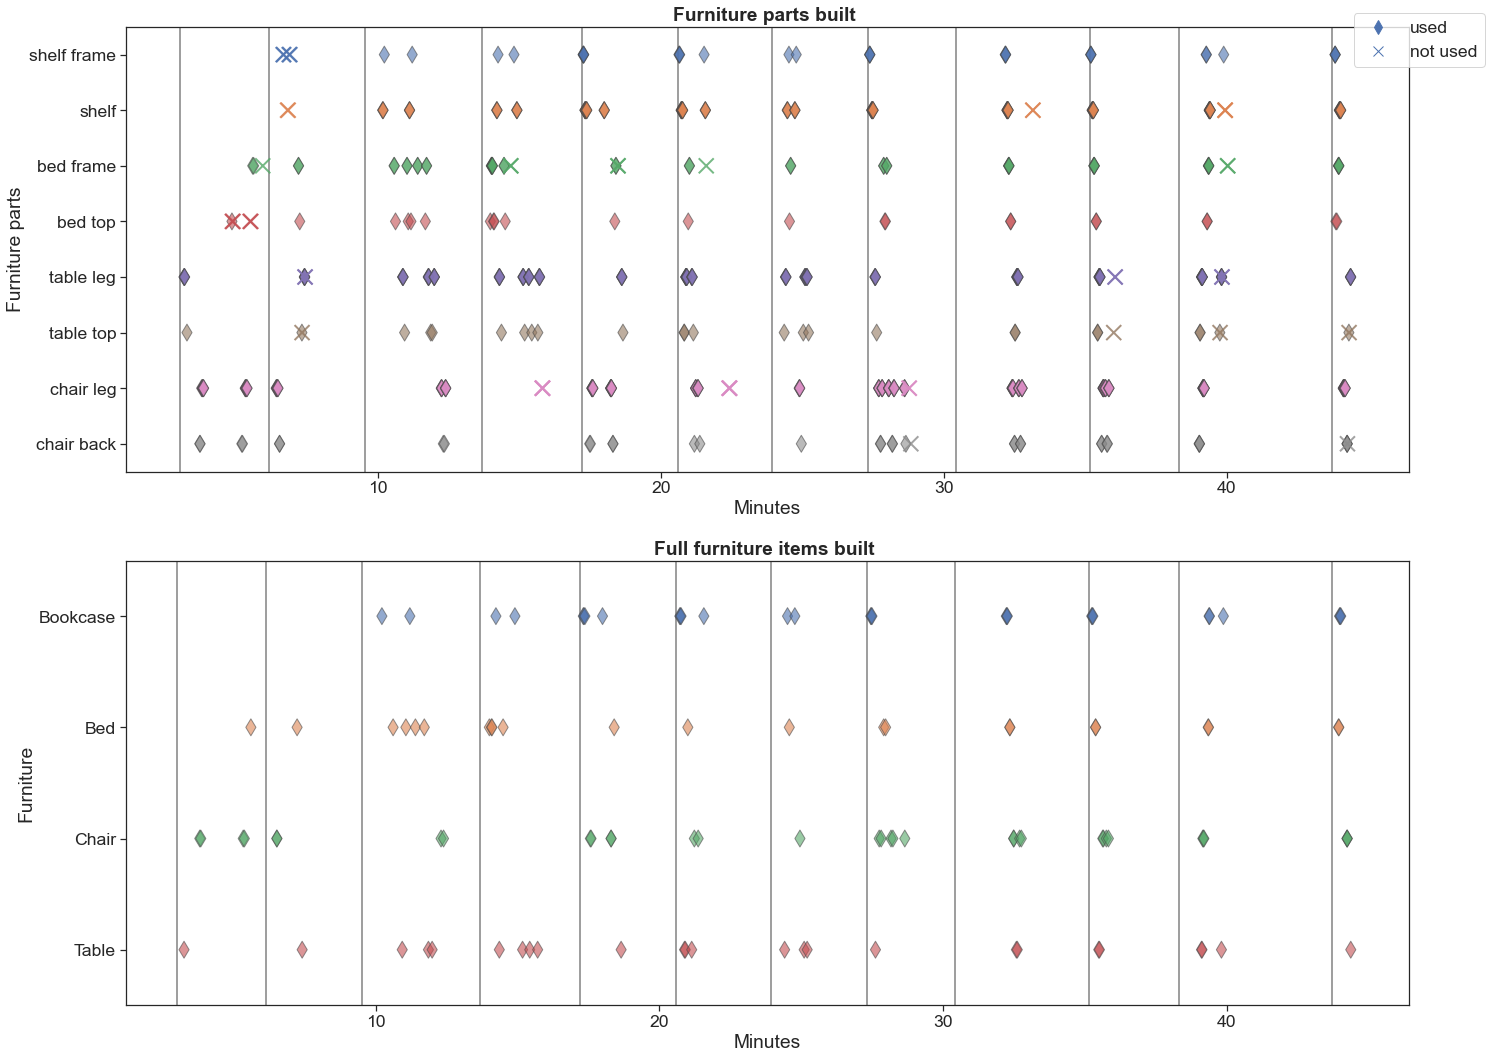 Furniture parts built
used
not used
shelf frame
shelf
bed frame
bed top
table leg
table top
chair leg
chair back
Furniture parts
10 20 30 40
Minutes
Full furniture items built
Bookcase
Bed
Chair
Table
Furniture
10 20 30 40
Minutes